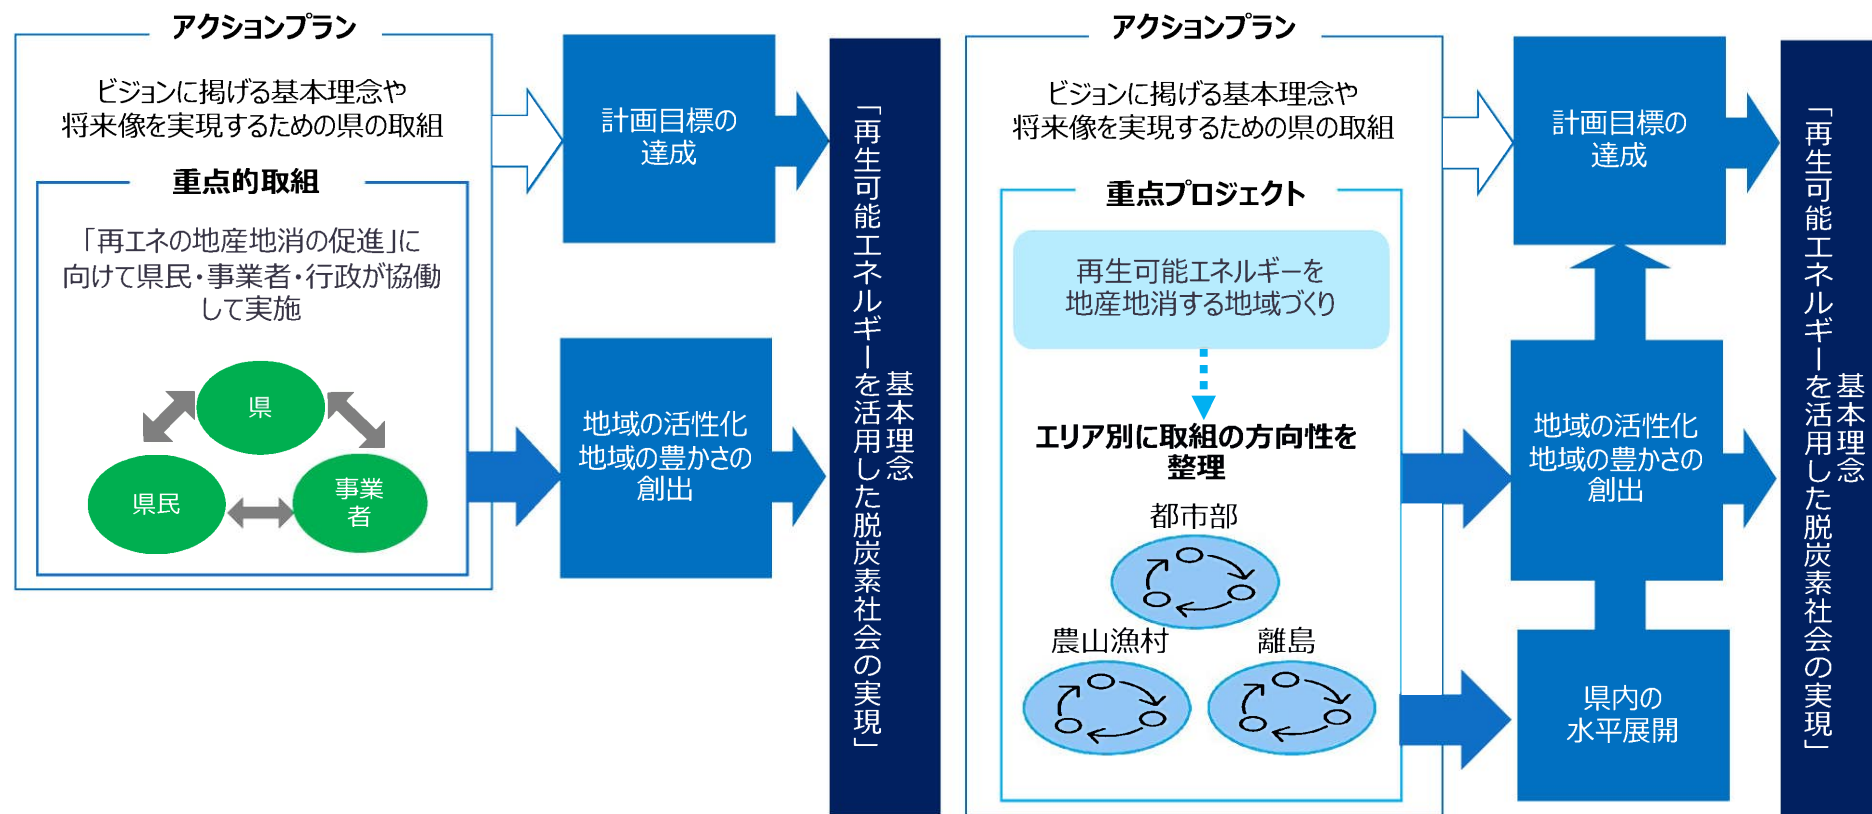 アクションプラン
ビジョンに掲げる基本理念や
将来像を実現するための県の取組
重点的取組
「再エネの地産地消の促進」に
向けて県民・事業者・行政が協働
して実施
県
県民
事業
者
計画目標の
達成
地域の活性化
地域の豊かさの
創出
基本理念
「再生可能エネルギーを活用した脱炭素社会の実現」
アクションプラン
ビジョンに掲げる基本理念や
将来像を実現するための県の取組
重点プロジェクト
再生可能エネルギーを
地産地消する地域づくり
エリア別に取組の方向性を
整理
都市部
農山漁村
離島
計画目標の
達成
地域の活性化
地域の豊かさの
創出
県内の
水平展開
基本理念
「再生可能エネルギーを活用した脱炭素社会の実現」